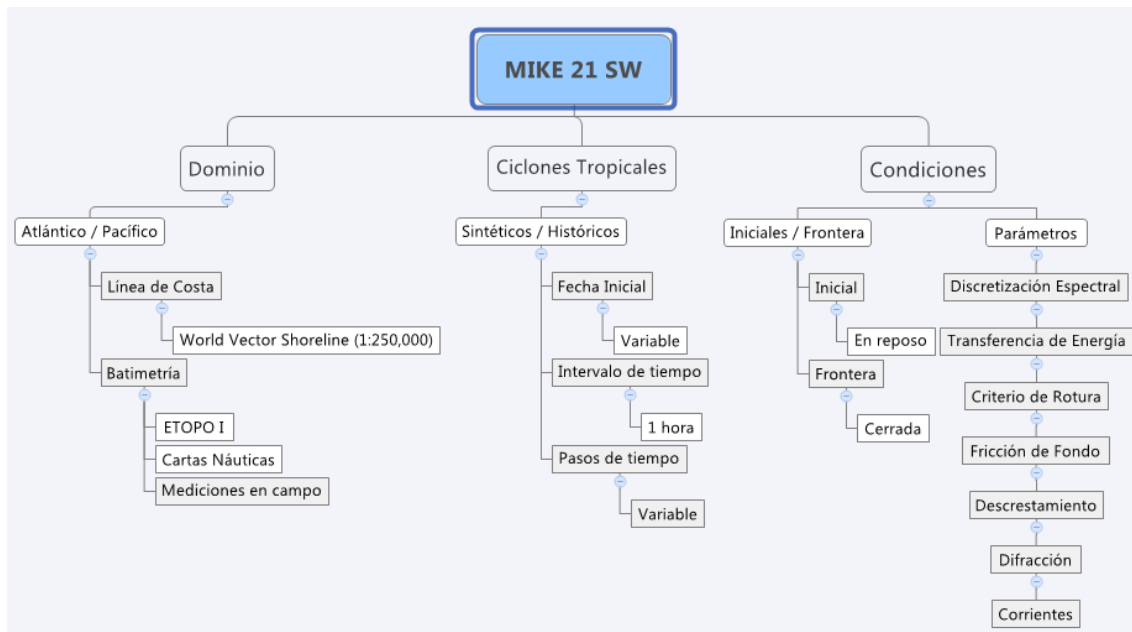 MIKE 21 SW
Dominio
Atlántico / Pacífico
Línea de Costa
World Vector Shoreline (1:250,000)
Batimetría
ETOPO I
Cartas Náuticas
Mediciones en campo
Ciclones Tropicales
Sintéticos / Históricos
Fecha Inicial
Variable
Intervalo de tiempo
1 hora
Pasos de tiempo
Variable
Condiciones
Iniciales / Frontera
Inicial
En reposo
Frontera
Cerrada
Parámetros
Discretización Espectral
Transferencia de Energía
Criterio de Rotura
Fricción de Fondo
Descrestamiento
Difracción
Corrientes